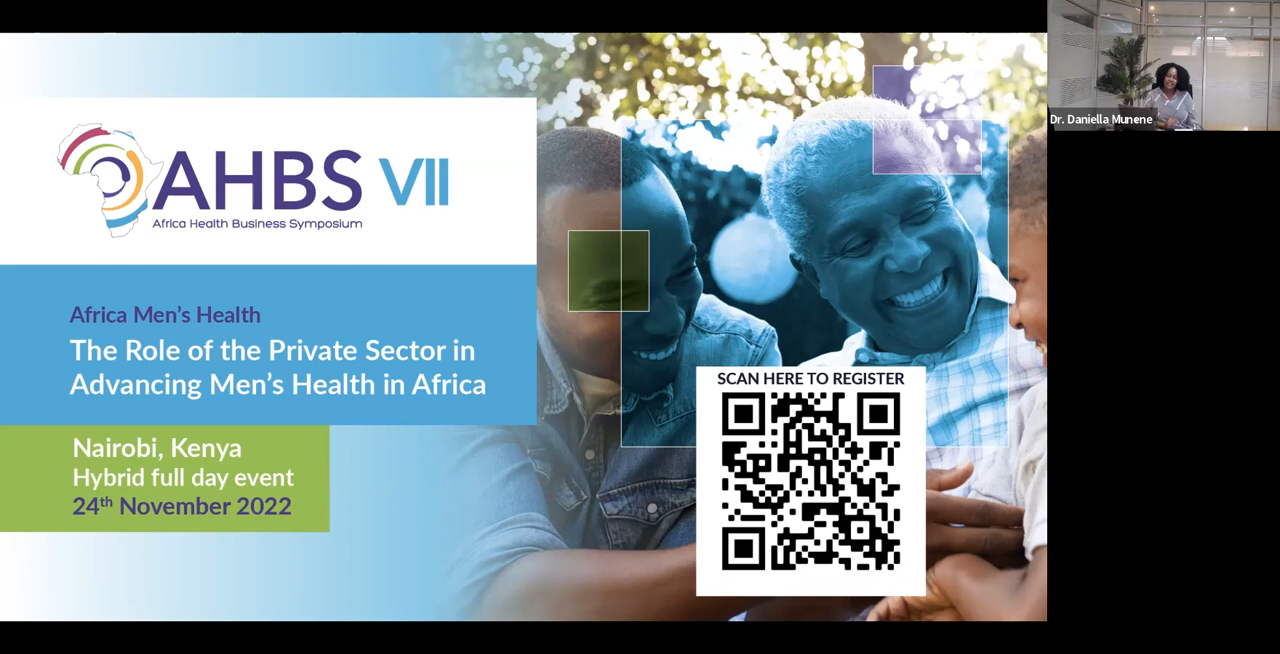 AHBS VII
Africa Health Business Symposium
Africa Men's Health
The Role of the Private Sector in
Advancing Men's Health in Africa
Nairobi, Kenya
Hybrid full day event
24th November 2022
SCAN HERE TO REGISTER
Dr. Daniella Munene